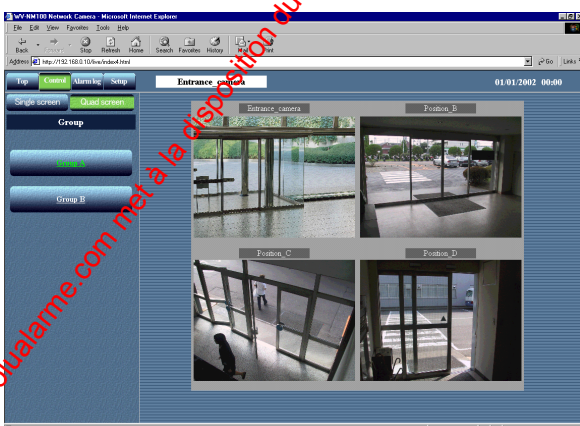 WV-NM100 Network Camera - Microsoft Internet Explorer
File Edit View Favorites Tools Help
Back Forward Stop Refresh Home Search Favorites History Mail Print
Address http://192.168.0.10/live/index4.html Go Links
Top Control Alarm log Setup Entrance_camera 01/01/2002 00:00
Single screen Quad screen
Group
Group A
Group B
Entrance_camera Position_B
Position_C Position_D
olualarme.com met à la disposition du